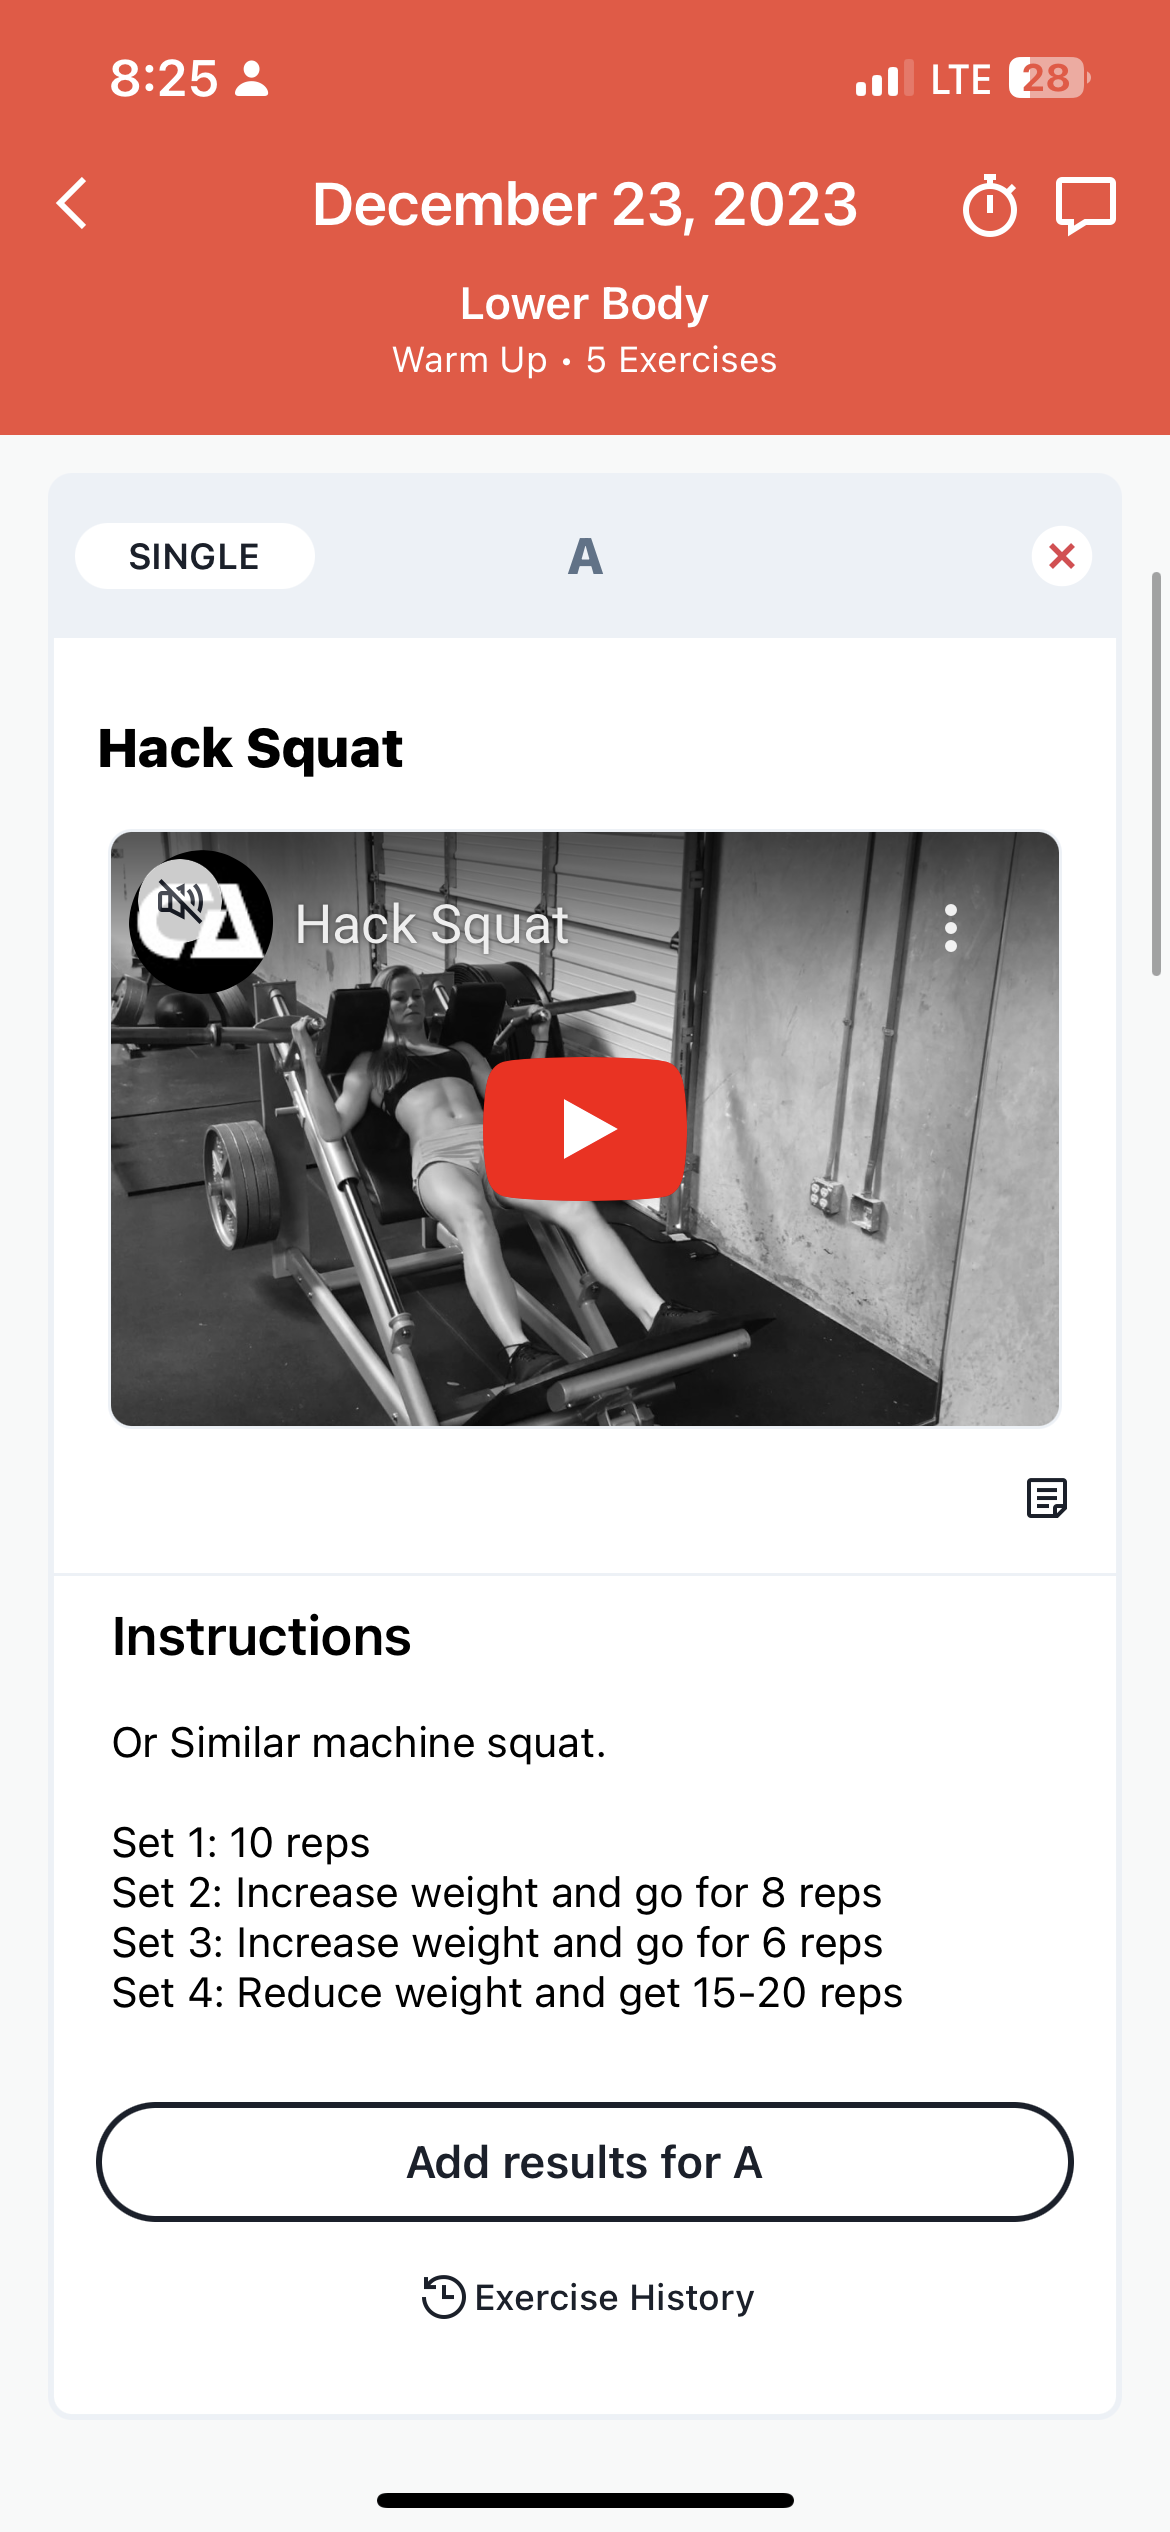 8:25
LTE
28
December 23, 2023
Lower Body
Warm Up • 5 Exercises
SINGLE
A
Hack Squat
CA
Hack Squat
Instructions
Or Similar machine squat.
Set 1: 10 reps
Set 2: Increase weight and go for 8 reps
Set 3: Increase weight and go for 6 reps
Set 4: Reduce weight and get 15-20 reps
Add results for A
Exercise History